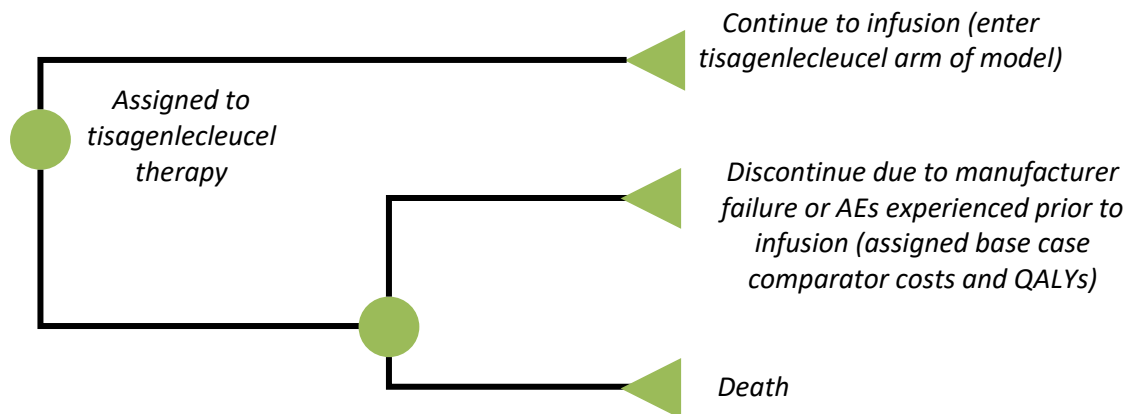 Continue to infusion (enter
tisagenlecleucel arm of model)
Assigned to
tisagenlecleucel
therapy
Discontinue due to manufacturer
failure or AEs experienced prior to
infusion (assigned base case
comparator costs and QALYs)
Death